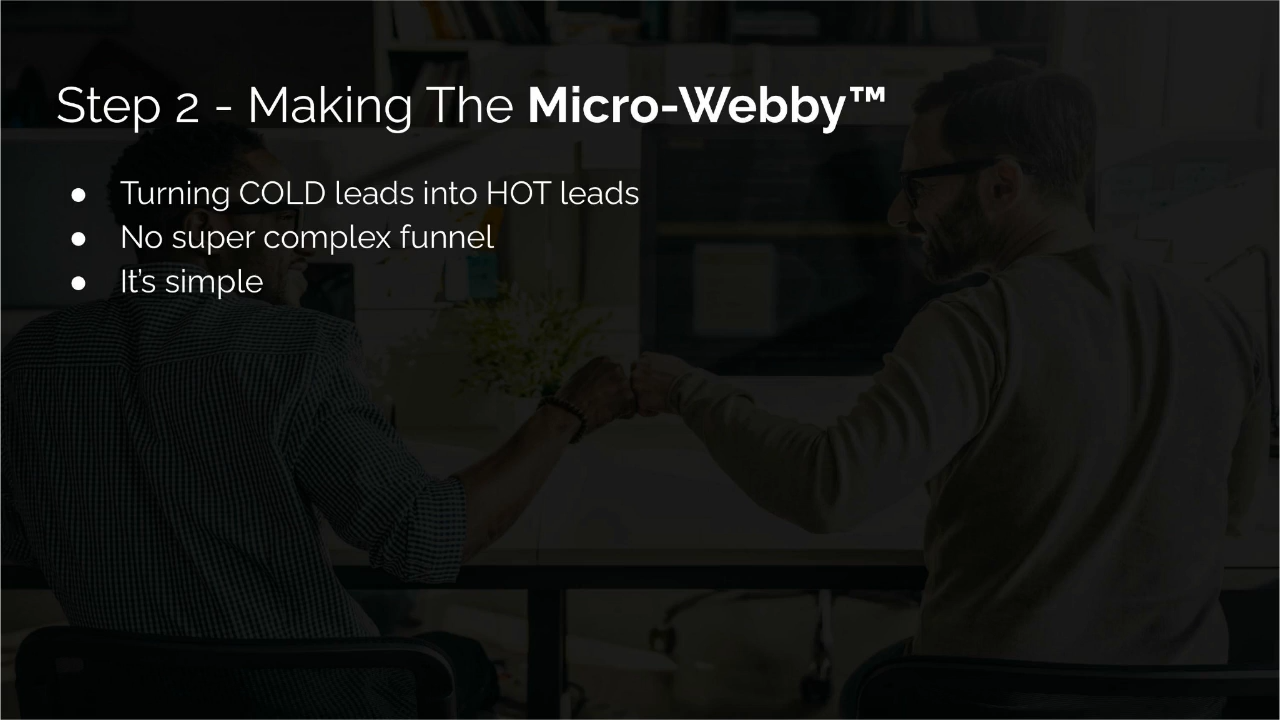 Step 2 - Making The Micro-Webby™
● Turning COLD leads into HOT leads
● No super complex funnel
● It's simple